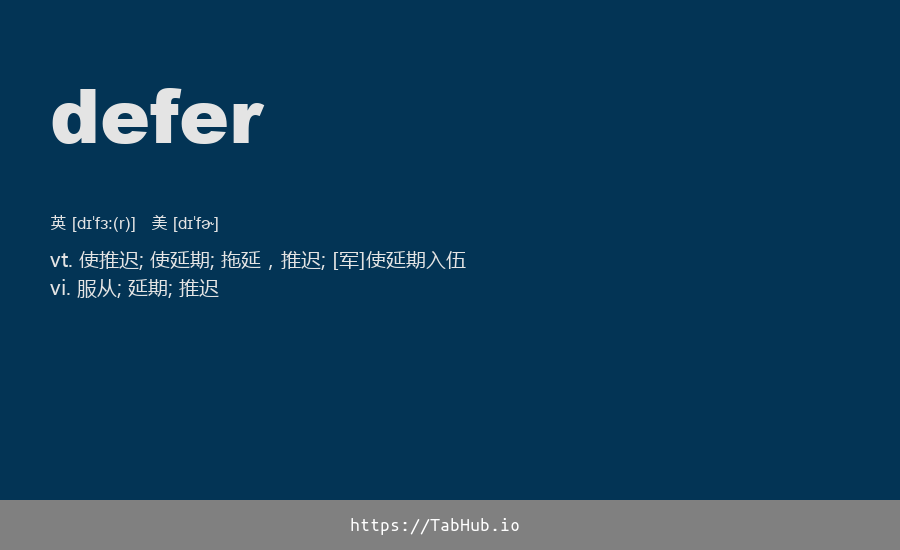 defer
英 [dɪˈfɜː(r)] 美 [dɪˈfɚ]
vt. 使推迟; 使延期; 拖延，推迟; [军]使延期入伍
vi. 服从; 延期; 推迟
https://TabHub.io